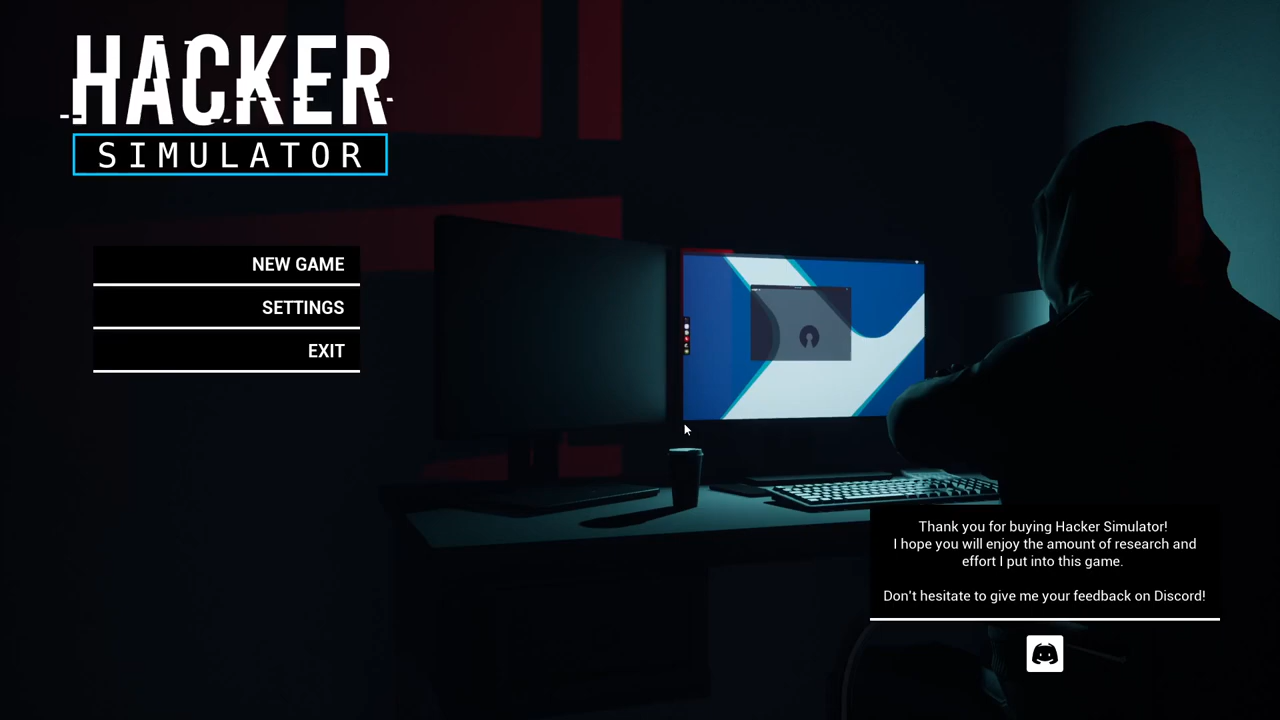 HACKER
SIMULATOR
NEW GAME
SETTINGS
EXIT
Thank you for buying Hacker Simulator!
I hope you will enjoy the amount of research and
effort I put into this game.
Don't hesitate to give me your feedback on Discord!